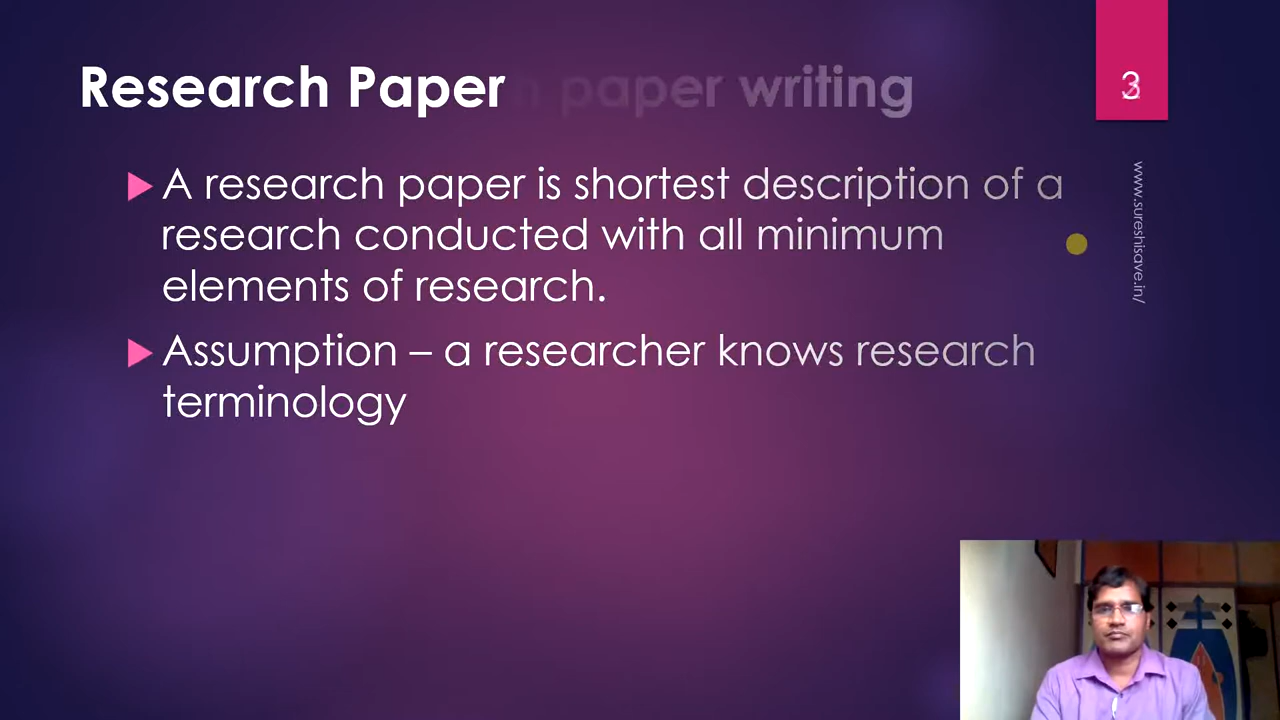 Research Paper paper writing
3
A research paper is shortest description of a
research conducted with all minimum
elements of research.
Assumption – a researcher knows research
terminology
www.sureshisave.in/